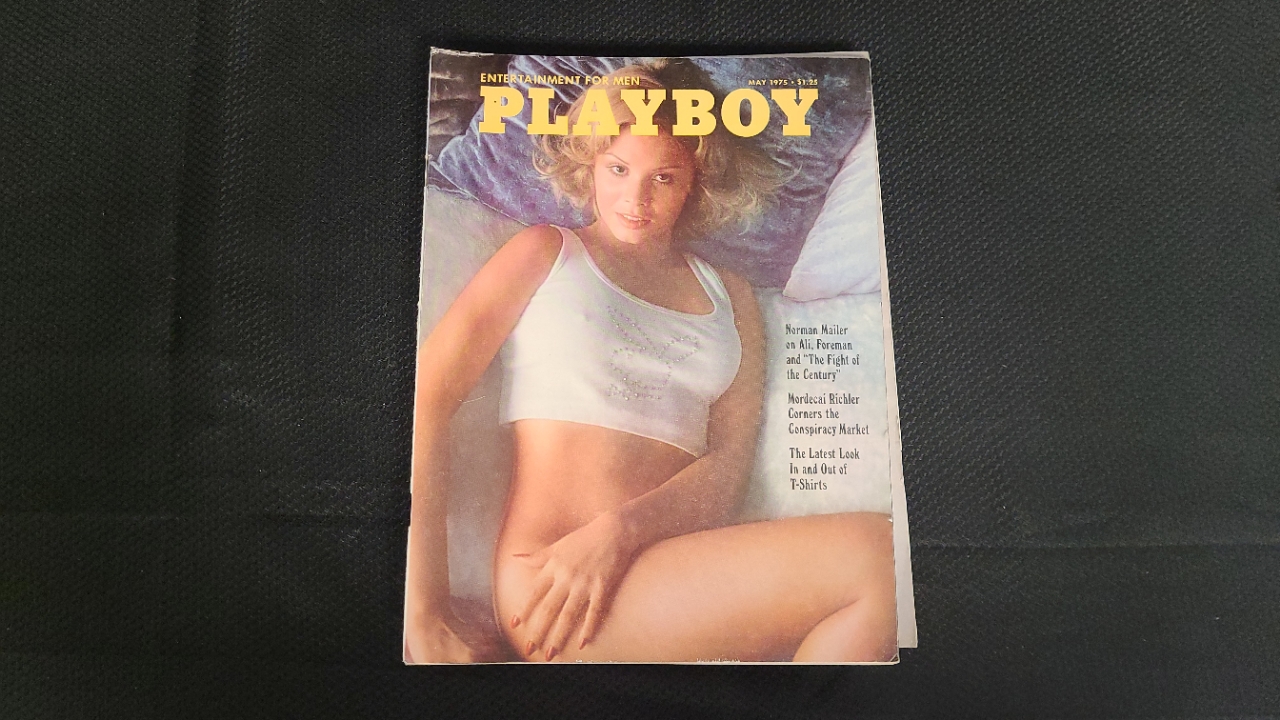 ENTERTAINMENT FOR MEN
MAY 1975 • $1.25
PLAYBOY
Norman Mailer
on Ali, Foreman
and "The Fight of
the Century"
Mordecai Richler
Corners the
Conspiracy Market
The Latest Look
In and Out of
T-Shirts